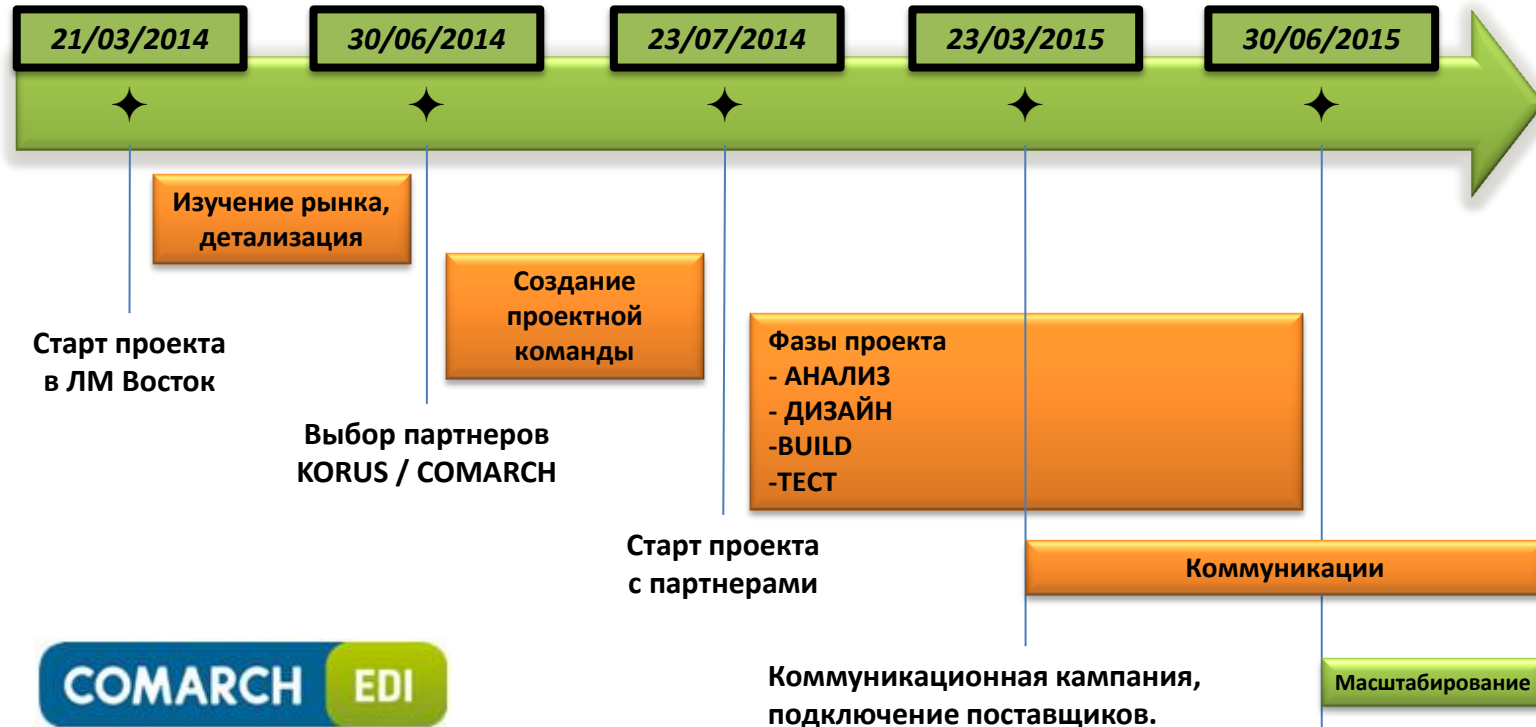 21/03/2014
30/06/2014
23/07/2014
23/03/2015
30/06/2015
Изучение рынка,
детализация
Создание
проектной
команды
Старт проекта
в ЛМ Восток
Фазы проекта
- АНАЛИЗ
- ДИЗАЙН
-BUILD
-ТЕСТ
Выбор партнеров
KORUS / COMARCH
Старт проекта
с партнерами
Коммуникации
COMARCH EDI
Коммуникационная кампания,
подключение поставщиков.
Масштабирование